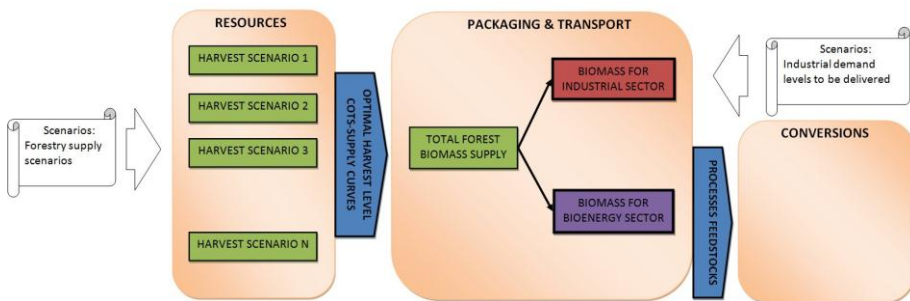 RESOURCES
HARVEST SCENARIO 1
HARVEST SCENARIO 2
HARVEST SCENARIO 3
HARVEST SCENARIO N
Scenarios:
Forestry supply
scenarios
OPTIMAL HARVEST LEVEL
COTS-SUPPLY CURVES
PACKAGING & TRANSPORT
TOTAL FOREST
BIOMASS SUPPLY
BIOMASS FOR
INDUSTRIAL SECTOR
BIOMASS FOR
BIOENERGY SECTOR
PROCESSES FEEDSTOCKS
Scenarios:
Industrial demand
levels to be delivered
CONVERSIONS